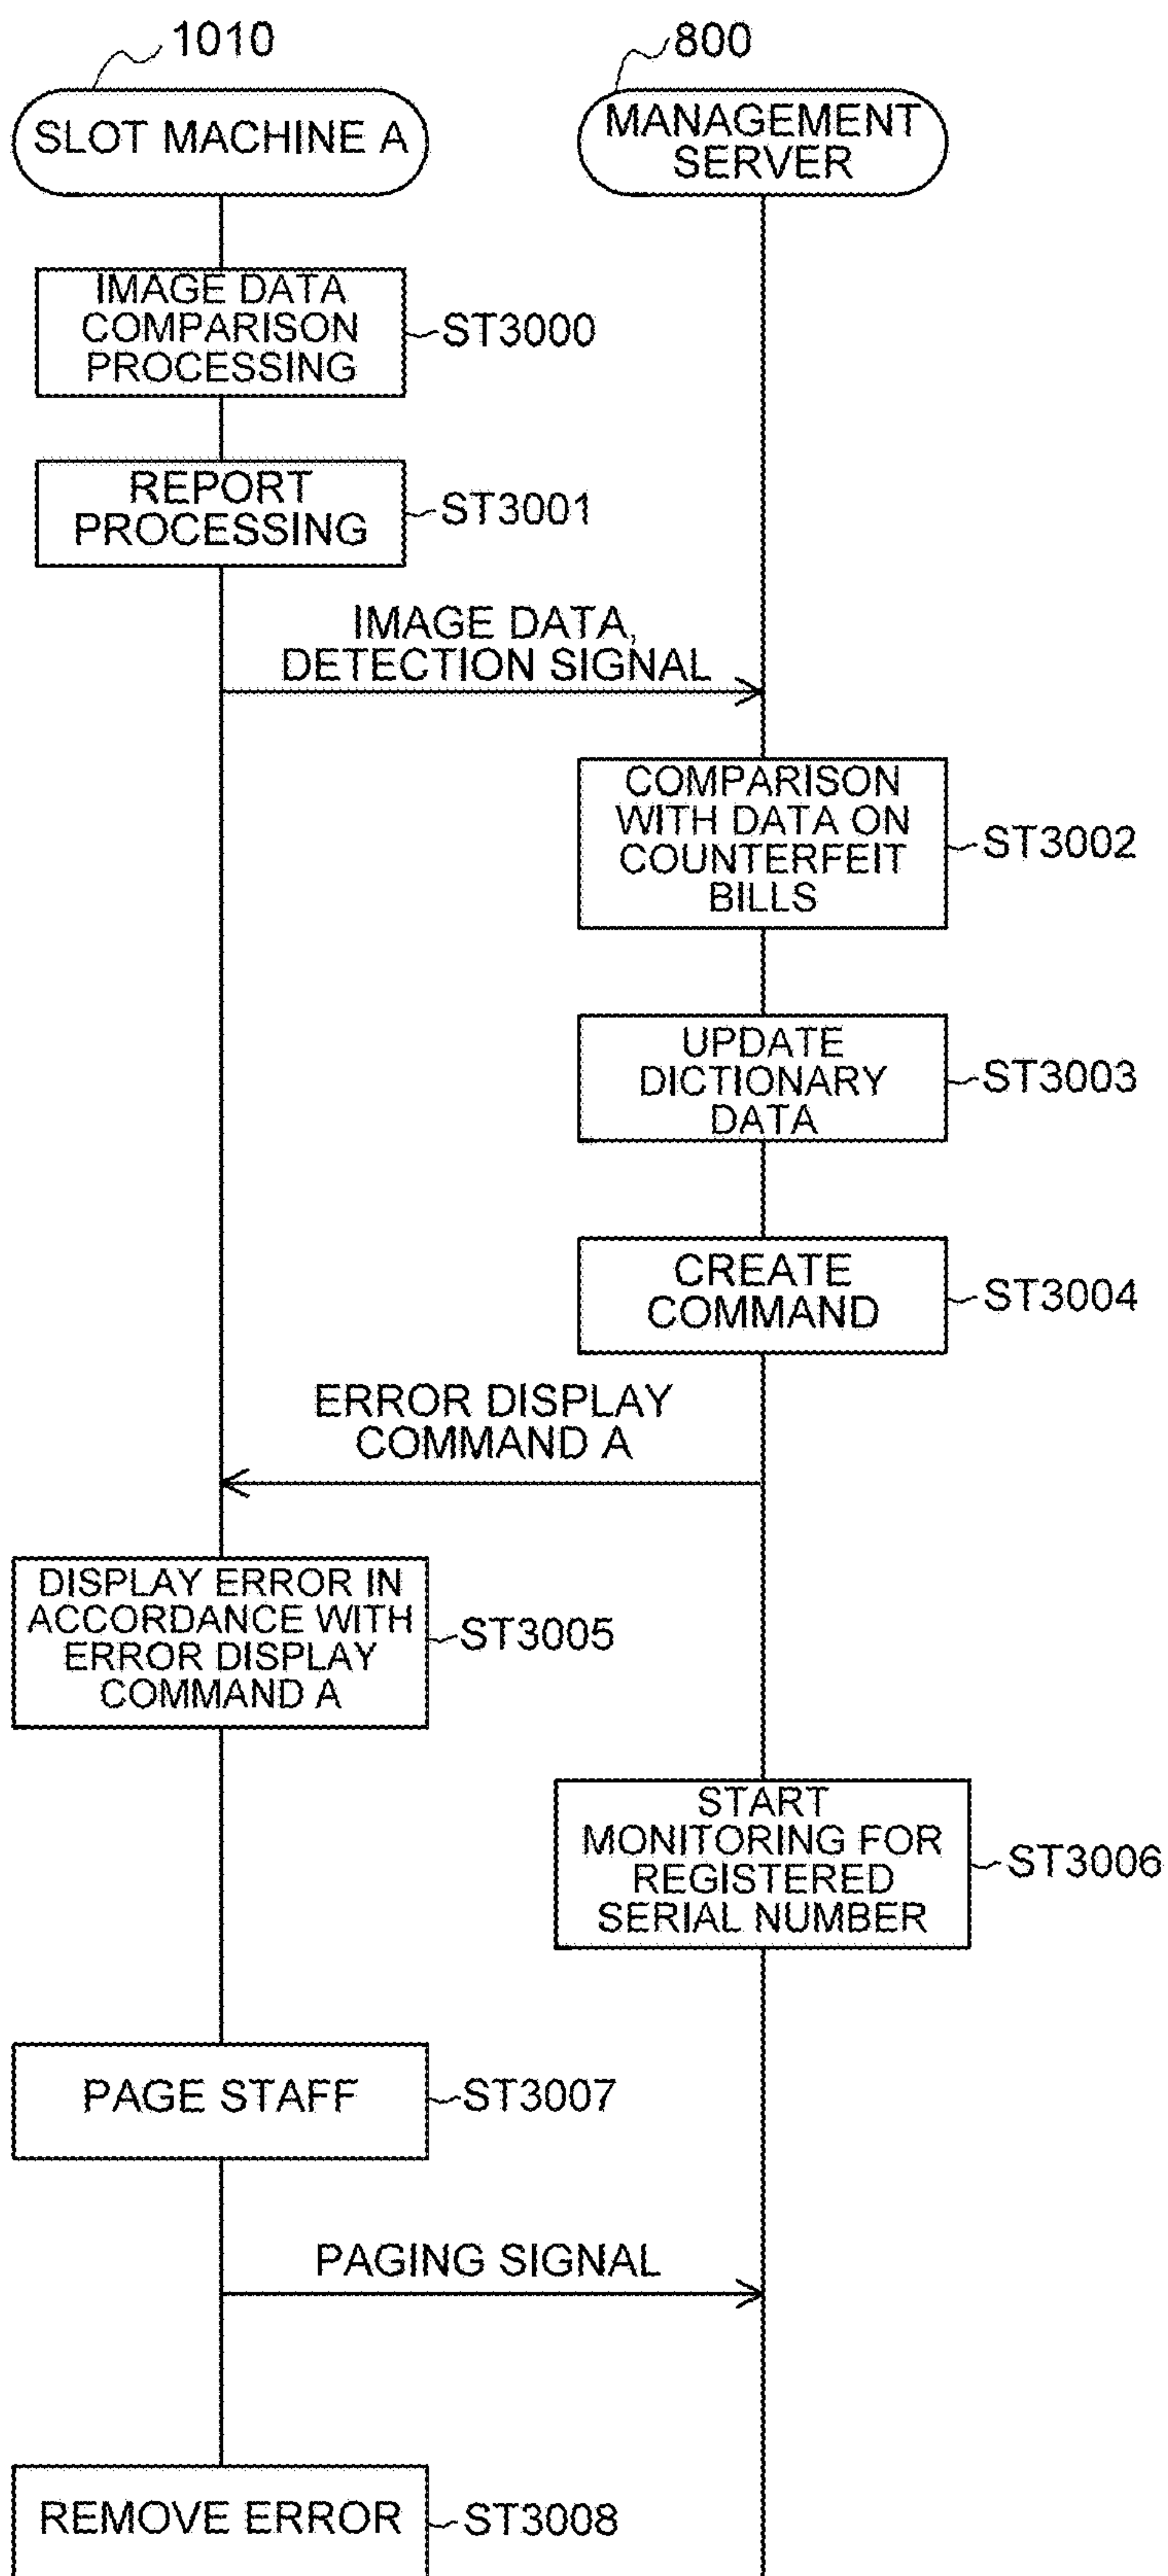 1010
800
SLOT MACHINE A
MANAGEMENT
SERVER
IMAGE DATA
COMPARISON
PROCESSING
ST3000
REPORT
PROCESSING
ST3001
IMAGE DATA,
DETECTION SIGNAL
COMPARISON
WITH DATA ON
COUNTERFEIT
BILLS
ST3002
UPDATE
DICTIONARY
DATA
ST3003
CREATE
COMMAND
ST3004
ERROR DISPLAY
COMMAND A
DISPLAY ERROR IN
ACCORDANCE WITH
ERROR DISPLAY
COMMAND A
ST3005
START
MONITORING FOR
REGISTERED
SERIAL NUMBER
ST3006
PAGE STAFF
ST3007
PAGING SIGNAL
REMOVE ERROR
ST3008